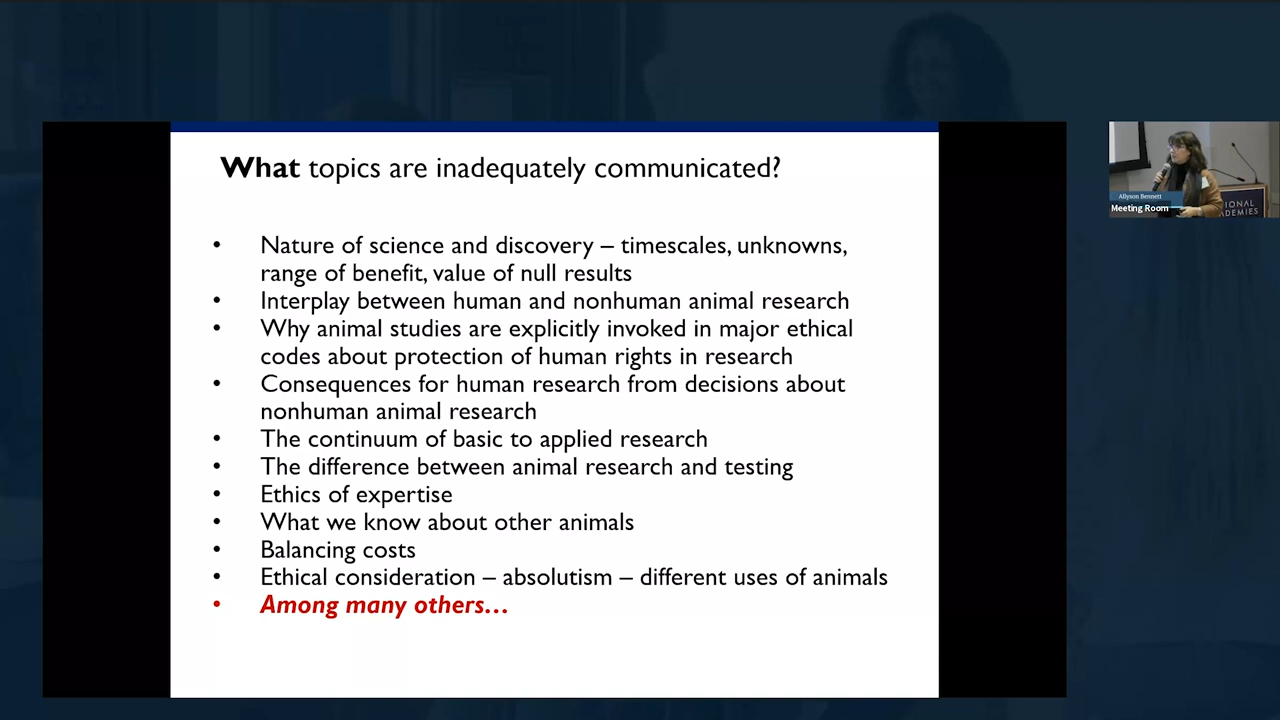 What topics are inadequately communicated?
• Nature of science and discovery – timescales, unknowns,
range of benefit, value of null results
• Interplay between human and nonhuman animal research
• Why animal studies are explicitly invoked in major ethical
codes about protection of human rights in research
• Consequences for human research from decisions about
nonhuman animal research
• The continuum of basic to applied research
• The difference between animal research and testing
• Ethics of expertise
• What we know about other animals
• Balancing costs
• Ethical consideration – absolutism – different uses of animals
• Among many others...
Allyson Bennett
Meeting Room